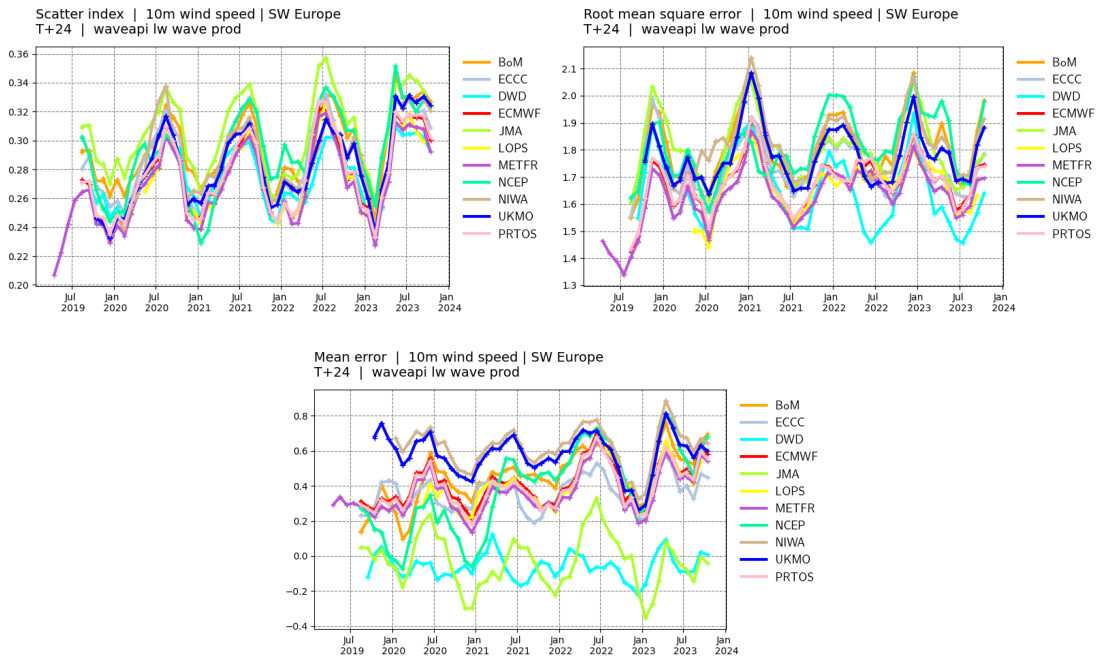 Scatter index | 10m wind speed | SW Europe
T+24 | waveapi lw wave prod
0.36
0.34
0.32
0.30
0.28
0.26
0.24
0.22
0.20
Jul Jan Jul Jan Jul Jan Jul Jan Jul Jan
2019 2020 2020 2021 2021 2022 2022 2023 2023 2024
BoM
ECCC
DWD
ECMWF
JMA
LOPS
METFR
NCEP
NIWA
UKMO
PRTOS
Root mean square error | 10m wind speed | SW Europe
T+24 | waveapi lw wave prod
2.1
2.0
1.9
1.8
1.7
1.6
1.5
1.4
1.3
Jul Jan Jul Jan Jul Jan Jul Jan Jul Jan
2019 2020 2020 2021 2021 2022 2022 2023 2023 2024
BoM
ECCC
DWD
ECMWF
JMA
LOPS
METFR
NCEP
NIWA
UKMO
PRTOS
Mean error | 10m wind speed | SW Europe
T+24 | waveapi lw wave prod
0.8
0.6
0.4
0.2
0.0
−0.2
−0.4
Jul Jan Jul Jan Jul Jan Jul Jan Jul Jan
2019 2020 2020 2021 2021 2022 2022 2023 2023 2024
BoM
ECCC
DWD
ECMWF
JMA
LOPS
METFR
NCEP
NIWA
UKMO
PRTOS